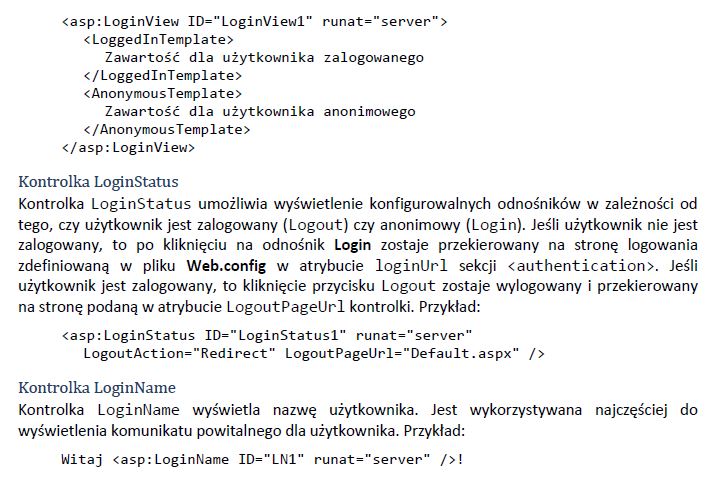 <asp:LoginView ID="LoginView1" runat="server">
<LoggedInTemplate>
Zawartość dla użytkownika zalogowanego
</LoggedInTemplate>
<AnonymousTemplate>
Zawartość dla użytkownika anonimowego
</AnonymousTemplate>
</asp:LoginView>
Kontrolka LoginStatus
Kontrolka LoginStatus umożliwia wyświetlenie konfigurowalnych odnośników w zależności od
tego, czy użytkownik jest zalogowany (Logout) czy anonimowy (Login). Jeśli użytkownik nie jest
zalogowany, to po kliknięciu na odnośnik Login zostaje przekierowany na stronę logowania
zdefiniowaną w pliku Web.config w atrybucie loginUrl sekcji <authentication>. Jeśli
użytkownik jest zalogowany, to kliknięcie przycisku Logout zostaje wylogowany i przekierowany
na stronę podaną w atrybucie LogoutPageUrl kontrolki. Przykład:
<asp:LoginStatus ID="LoginStatus1" runat="server"
LogoutAction="Redirect" LogoutPageUrl="Default.aspx" />
Kontrolka LoginName
Kontrolka LoginName wyświetla nazwę użytkownika. Jest wykorzystywana najczęściej do
wyświetlenia komunikatu powitalnego dla użytkownika. Przykład:
Witaj <asp:LoginName ID="LN1" runat="server" />!